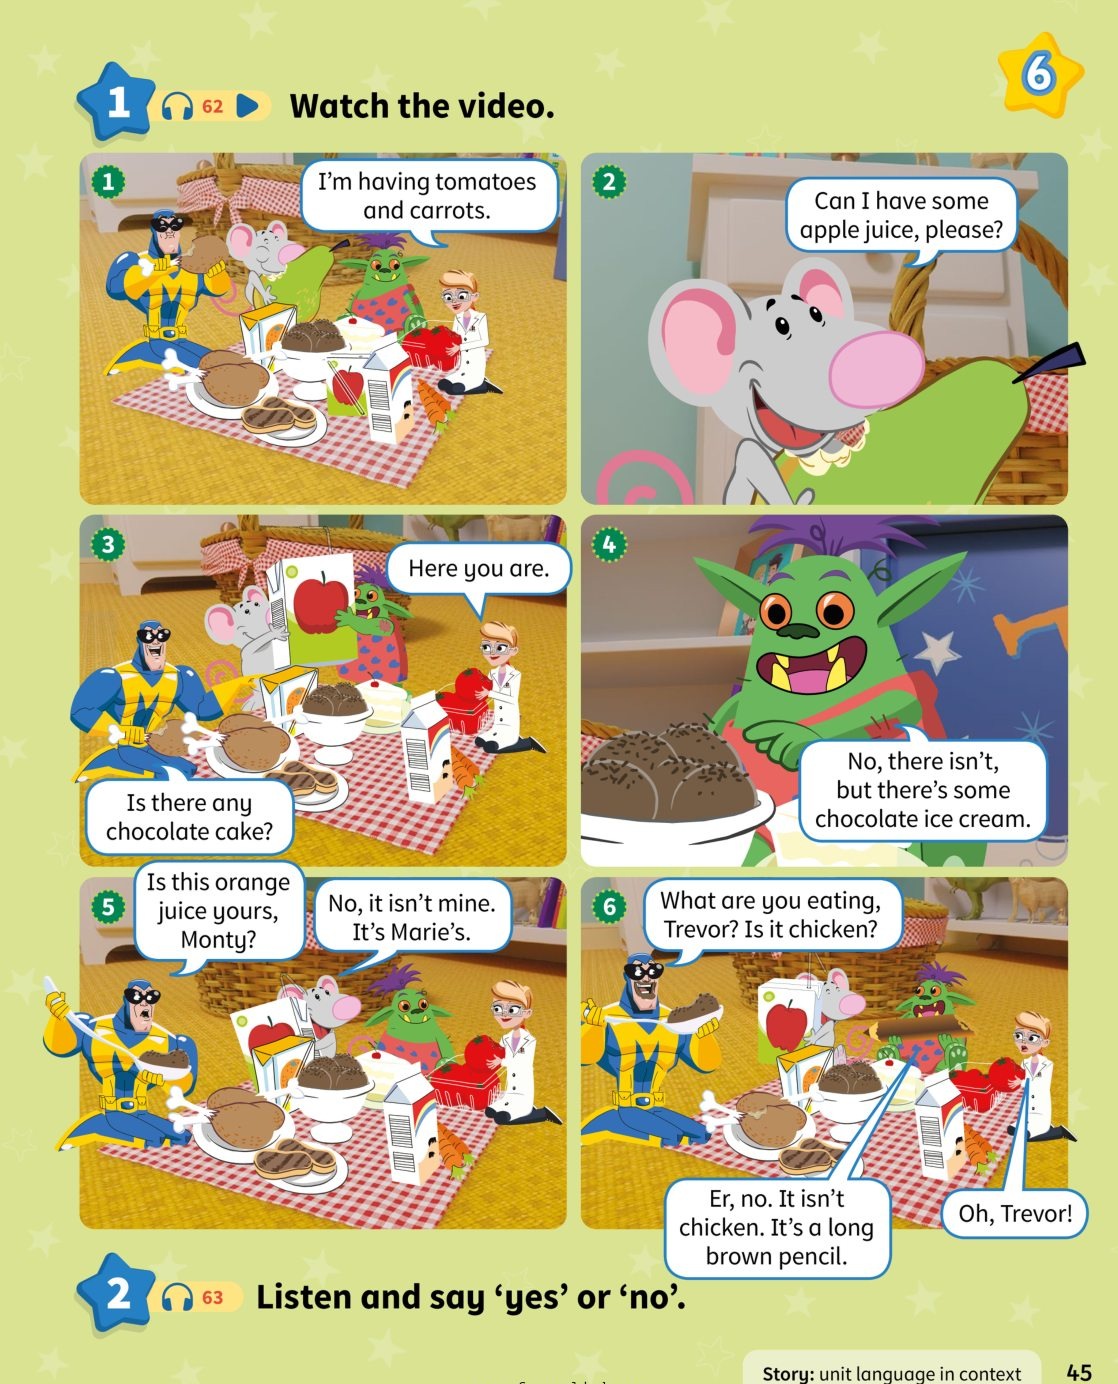 6
1 62 Watch the video.
1
I'm having tomatoes
and carrots.
2
Can I have some
apple juice, please?
3
Here you are.
Is there any
chocolate cake?
4
No, there isn't,
but there's some
chocolate ice cream.
5
Is this orange
juice yours,
Monty?
No, it isn't mine.
It's Marie's.
6
What are you eating,
Trevor? Is it chicken?
Er, no. It isn't
chicken. It's a long
brown pencil.
Oh, Trevor!
2 63 Listen and say ‘yes’ or ‘no’.
Story: unit language in context 45